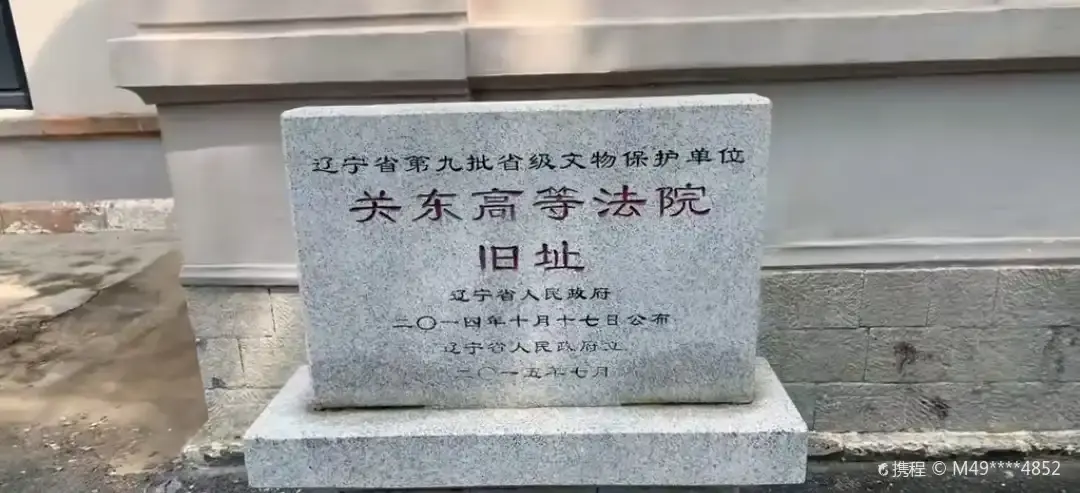 辽宁省第九批省级文物保护单位
关东高等法院
旧址
辽宁省人民政府
二〇一四年十月十七日公布
辽宁省人民政府立
二〇一五年七月
携程 © M49****4852